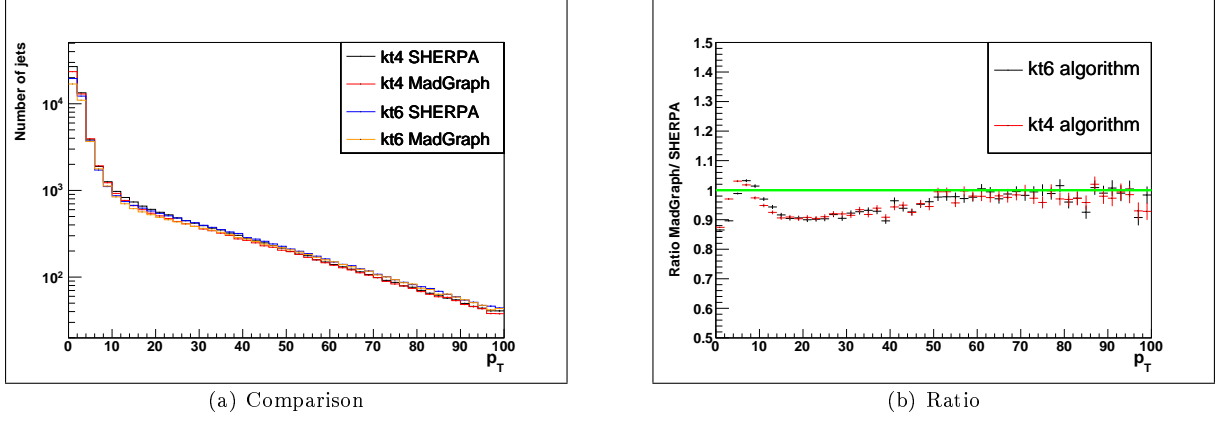 Number of jets
kt4 SHERPA
kt4 MadGraph
kt6 SHERPA
kt6 MadGraph
10^4
10^3
10^2
0 10 20 30 40 50 60 70 80 90 100
p_T
(a) Comparison
Ratio MadGraph/ SHERPA
kt6 algorithm
kt4 algorithm
1.5
1.4
1.3
1.2
1.1
1
0.9
0.8
0.7
0.6
0.5
0 10 20 30 40 50 60 70 80 90 100
p_T
(b) Ratio